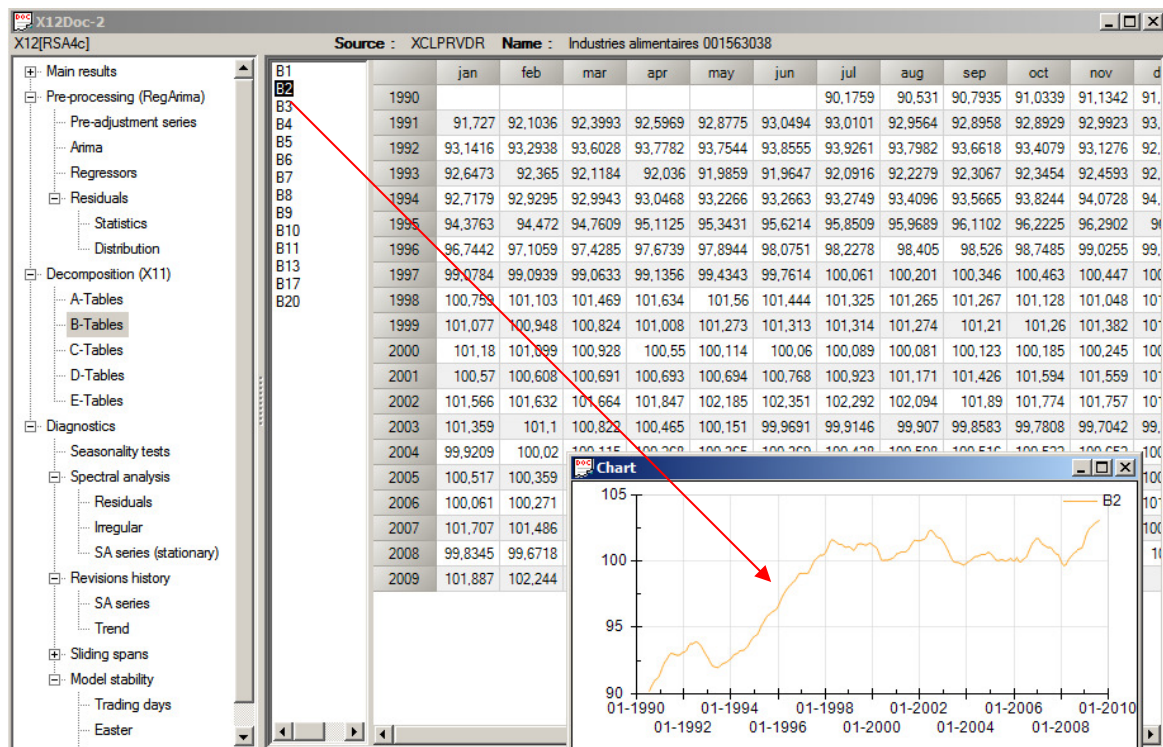 X12Doc-2
X12[RSA4c] Source : XCLPRVDR Name : Industries alimentaires 001563038
Main results
Pre-processing (RegArima)
Pre-adjustment series
Arima
Regressors
Residuals
Statistics
Distribution
Decomposition (X11)
A-Tables
B-Tables
C-Tables
D-Tables
E-Tables
Diagnostics
Seasonality tests
Spectral analysis
Residuals
Irregular
SA series (stationary)
Revisions history
SA series
Trend
Sliding spans
Model stability
Trading days
Easter
B1
B2
B3
B4
B5
B6
B7
B8
B9
B10
B11
B13
B17
B20
jan feb mar apr may jun jul aug sep oct nov d
1990 90,1759 90,531 90,7935 91,0339 91,1342 91,
1991 91,727 92,1036 92,3993 92,5969 92,8775 93,0494 93,0101 92,9564 92,8958 92,8929 92,9923 93,
1992 93,1416 93,2938 93,6028 93,7782 93,7544 93,8555 93,9261 93,7982 93,6618 93,4079 93,1276 92,
1993 92,6473 92,365 92,1184 92,036 91,9859 91,9647 92,0916 92,2279 92,3067 92,3454 92,4593 92,
1994 92,7179 92,9295 92,9943 93,0468 93,2266 93,2663 93,2749 93,4096 93,5665 93,8244 94,0728 94,
1995 94,3763 94,472 94,7609 95,1125 95,3431 95,6214 95,8509 95,9689 96,1102 96,2225 96,2902 96
1996 96,7442 97,1059 97,4285 97,6739 97,8944 98,0751 98,2278 98,405 98,526 98,7485 99,0255 99,
1997 99,0784 99,0939 99,0633 99,1356 99,4343 99,7614 100,061 100,201 100,346 100,463 100,447 100
1998 100,759 101,103 101,469 101,634 101,56 101,444 101,325 101,265 101,267 101,128 101,048 10
1999 101,077 100,948 100,824 101,008 101,273 101,313 101,314 101,274 101,21 101,26 101,382 10
2000 101,18 101,099 100,928 100,55 100,114 100,06 100,089 100,081 100,123 100,185 100,245 100
2001 100,57 100,608 100,691 100,693 100,694 100,768 100,923 101,171 101,426 101,594 101,559 10
2002 101,566 101,632 101,664 101,847 102,185 102,351 102,292 102,094 101,89 101,774 101,757 10
2003 101,359 101,1 100,822 100,465 100,151 99,9691 99,9146 99,907 99,8583 99,7808 99,7042 99,
2004 99,9209 100,02
2005 100,517 100,359 100
2006 100,061 100,271 10
2007 101,707 101,486 100
2008 99,8345 99,6718 10
2009 101,887 102,244
Chart
B2
105
100
95
90
01-1990 01-1994 01-1998 01-2002 01-2006 01-2010
01-1992 01-1996 01-2000 01-2004 01-2008